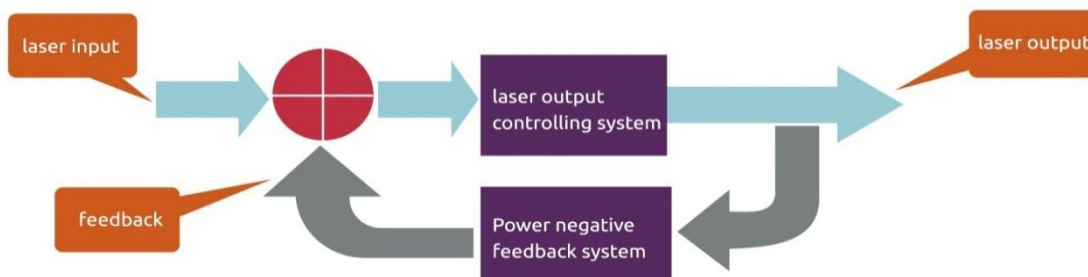 laser input
laser output
laser output
controlling system
feedback
Power negative
feedback system